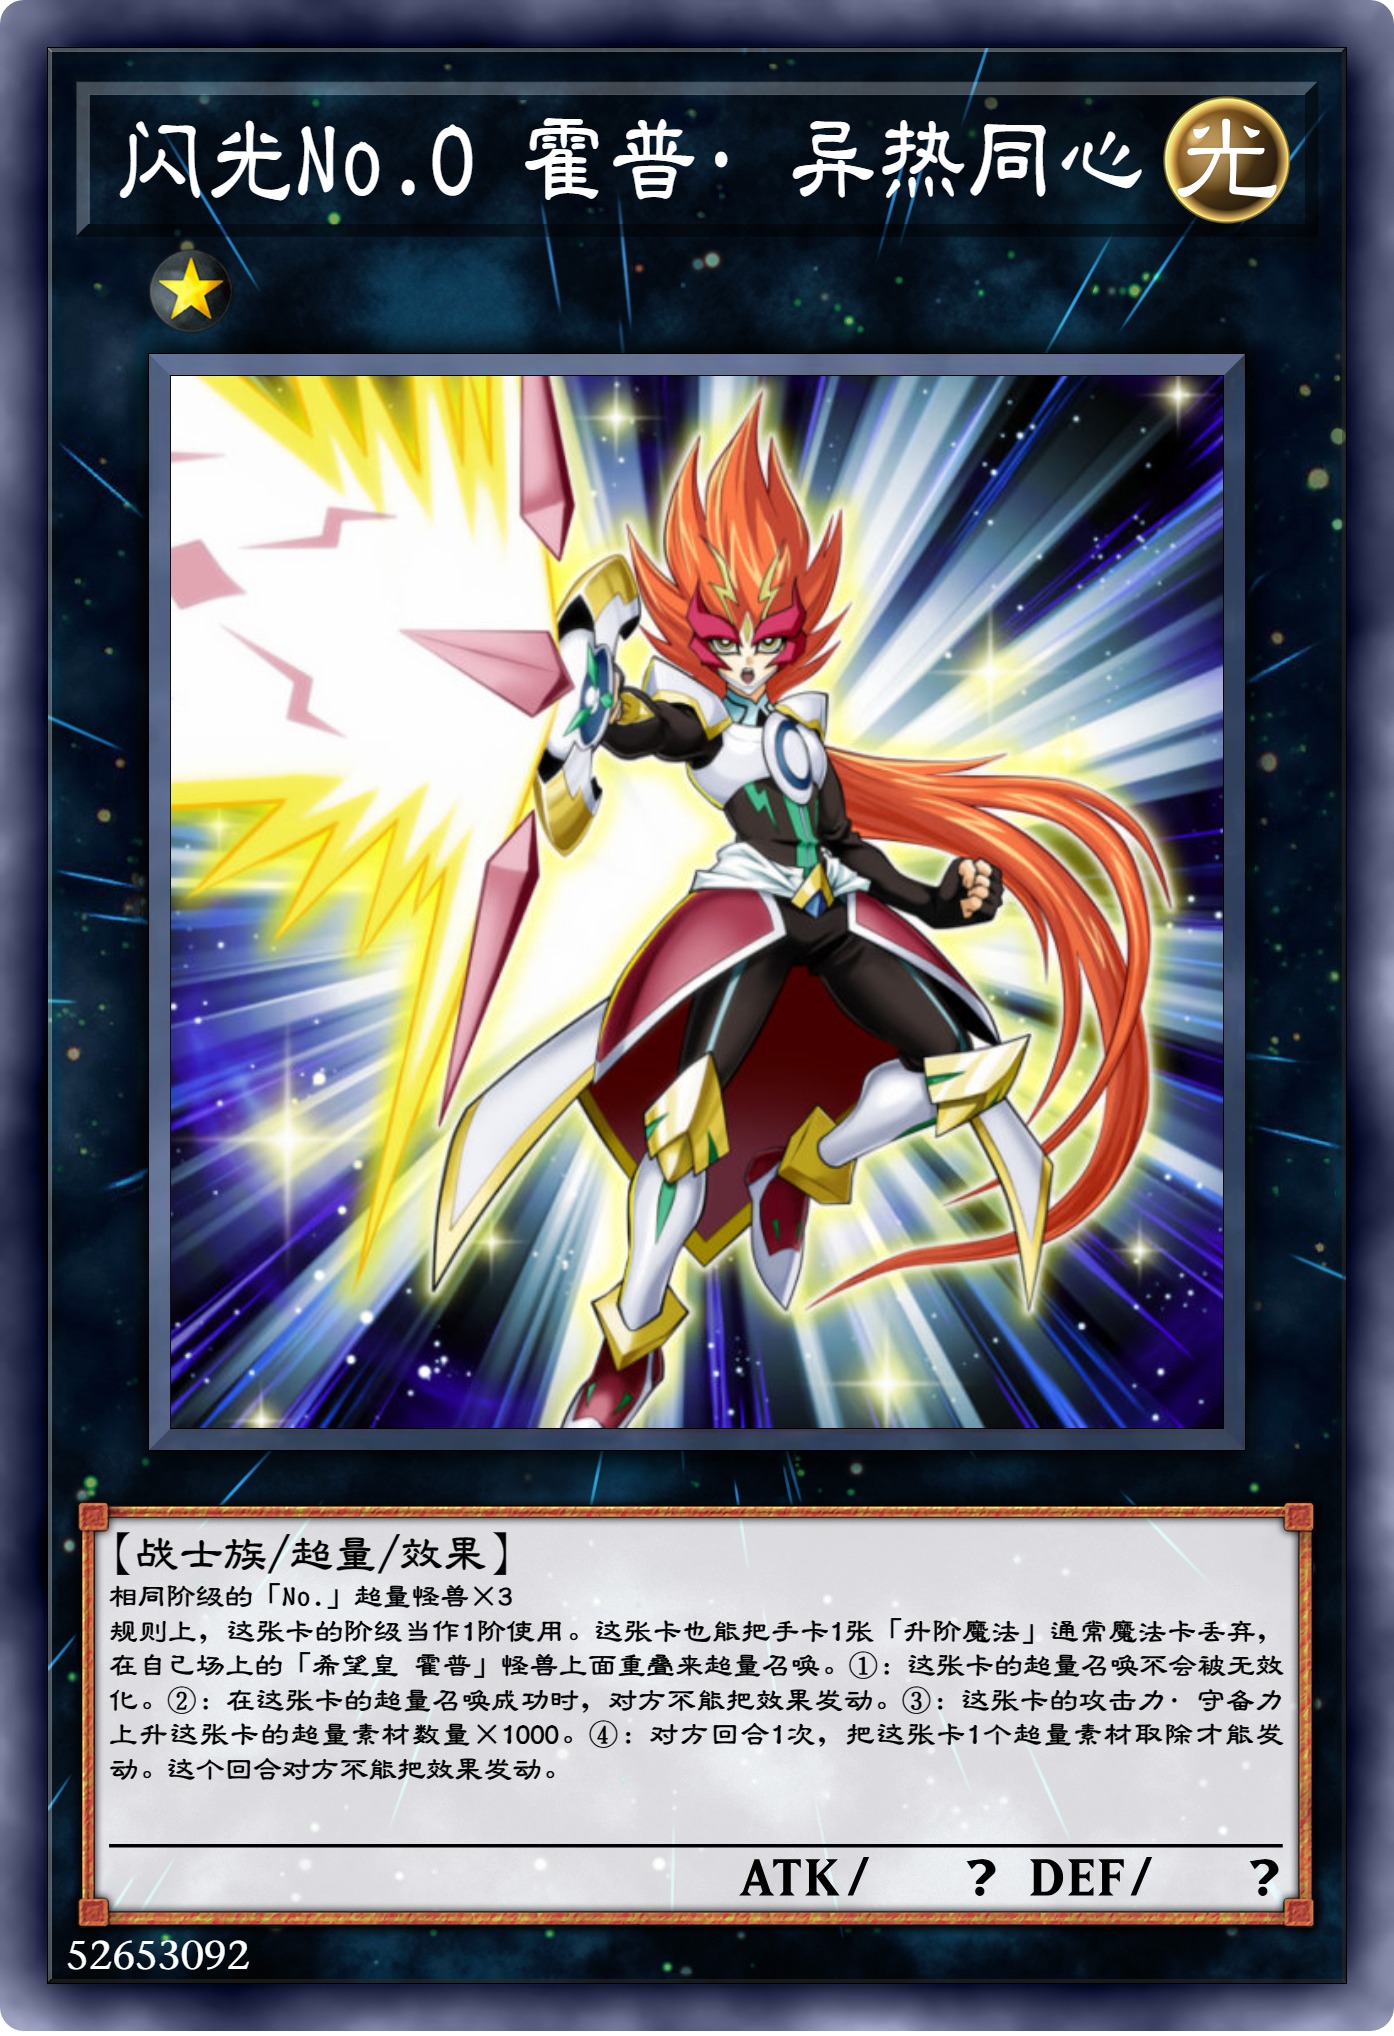 闪光No.0 霍普·异热同心 光
【战士族/超量/效果】
相同阶级的「No.」超量怪兽×3
规则上，这张卡的阶级当作1阶使用。这张卡也能把手卡1张「升阶魔法」通常魔法卡丢弃，
在自己场上的「希望皇 霍普」怪兽上面重叠来超量召唤。①：这张卡的超量召唤不会被无效
化。②：在这张卡的超量召唤成功时，对方不能把效果发动。③：这张卡的攻击力·守备力
上升这张卡的超量素材数量×1000。④：对方回合1次，把这张卡1个超量素材取除才能发
动。这个回合对方不能把效果发动。
ATK/ ? DEF/ ?
52653092